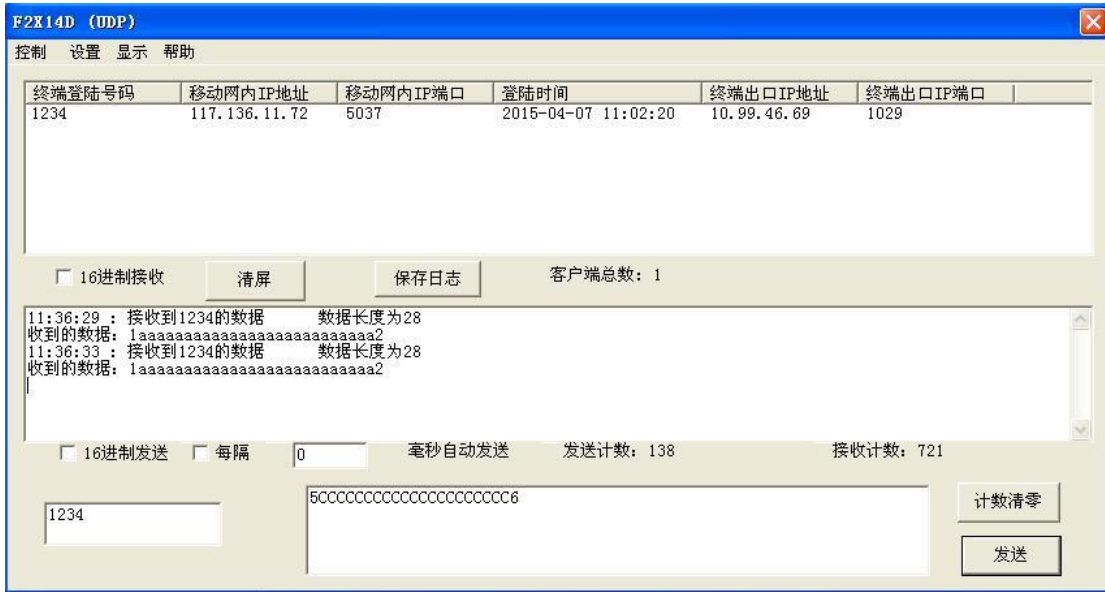 F2X14D (UDP)
控制 设置 显示 帮助
终端登陆号码 移动网内IP地址 移动网内IP端口 登陆时间 终端出口IP地址 终端出口IP端口
1234 117.136.11.72 5037 2015-04-07 11:02:20 10.99.46.69 1029
16进制接收 清屏 保存日志 客户端总数: 1
11:36:29 : 接收到1234的数据 数据长度为28
收到的数据: 1aaaaaaaaaaaaaaaaaaaaaaaaaa2
11:36:33 : 接收到1234的数据 数据长度为28
收到的数据: 1aaaaaaaaaaaaaaaaaaaaaaaaaa2
16进制发送 每隔 0 毫秒自动发送 发送计数: 138 接收计数: 721
5CCCCCCCCCCCCCCCCCCCCCC6
1234
计数清零
发送